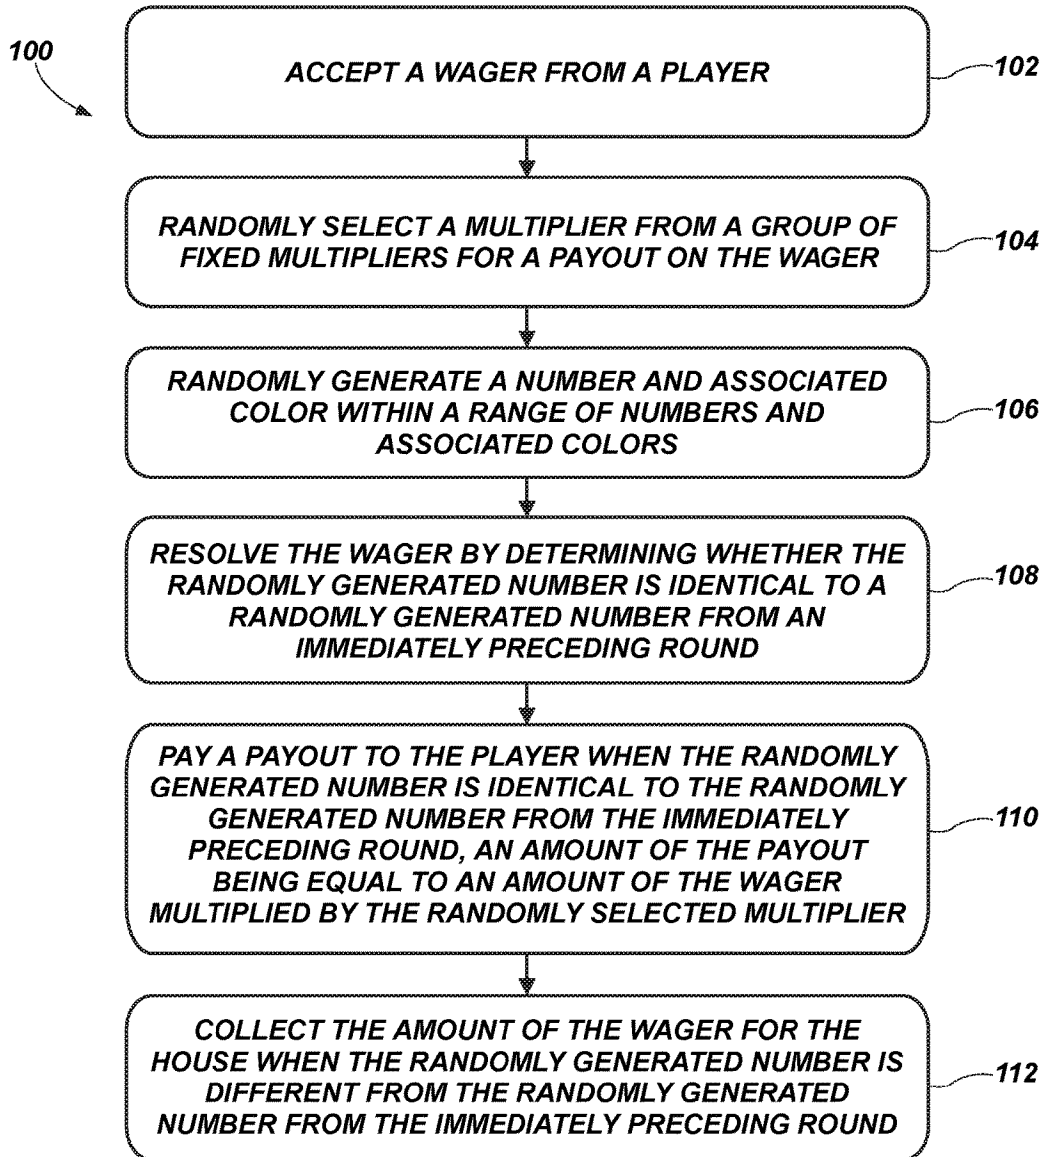 100
ACCEPT A WAGER FROM A PLAYER
102
RANDOMLY SELECT A MULTIPLIER FROM A GROUP OF
FIXED MULTIPLIERS FOR A PAYOUT ON THE WAGER
104
RANDOMLY GENERATE A NUMBER AND ASSOCIATED
COLOR WITHIN A RANGE OF NUMBERS AND
ASSOCIATED COLORS
106
RESOLVE THE WAGER BY DETERMINING WHETHER THE
RANDOMLY GENERATED NUMBER IS IDENTICAL TO A
RANDOMLY GENERATED NUMBER FROM AN
IMMEDIATELY PRECEDING ROUND
108
PAY A PAYOUT TO THE PLAYER WHEN THE RANDOMLY
GENERATED NUMBER IS IDENTICAL TO THE RANDOMLY
GENERATED NUMBER FROM THE IMMEDIATELY
PRECEDING ROUND, AN AMOUNT OF THE PAYOUT
BEING EQUAL TO AN AMOUNT OF THE WAGER
MULTIPLIED BY THE RANDOMLY SELECTED MULTIPLIER
110
COLLECT THE AMOUNT OF THE WAGER FOR THE
HOUSE WHEN THE RANDOMLY GENERATED NUMBER IS
DIFFERENT FROM THE RANDOMLY GENERATED
NUMBER FROM THE IMMEDIATELY PRECEDING ROUND
112